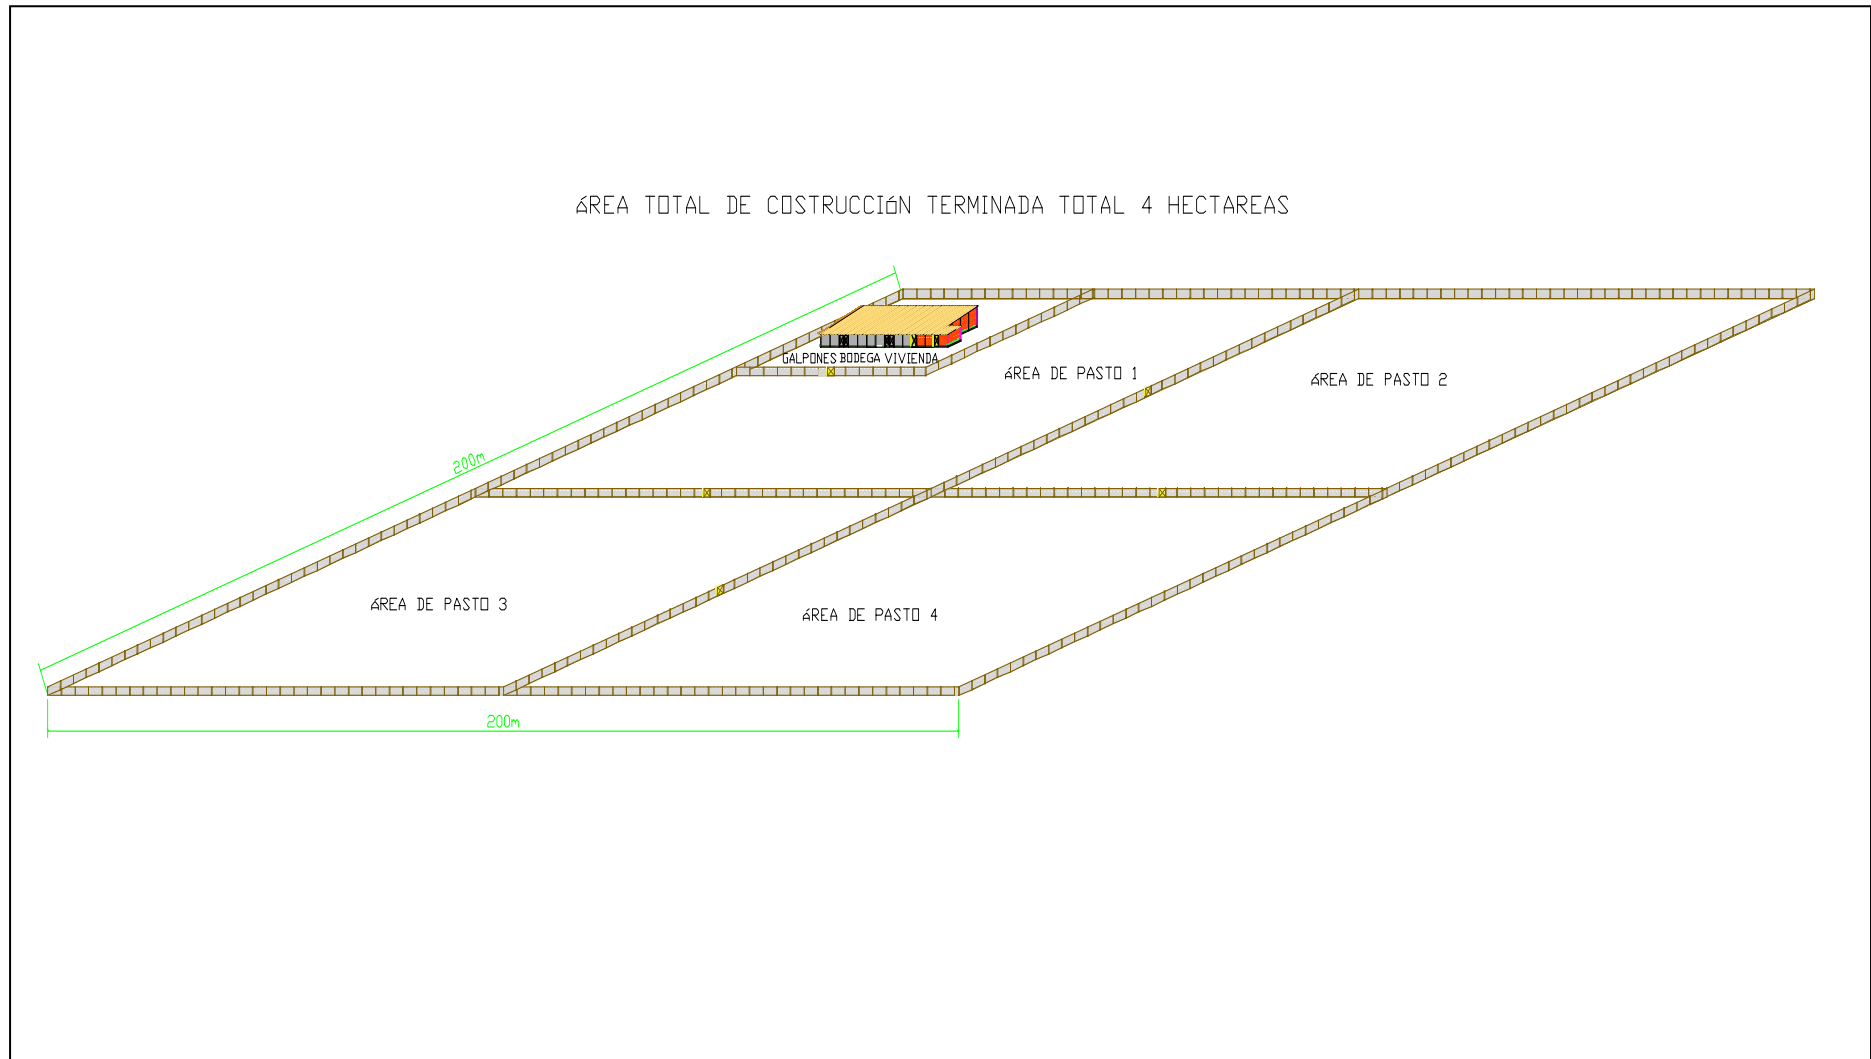 ÁREA TOTAL DE COSTRUCCIóN TERMINADA TOTAL 4 HECTAREAS
GALPONES BODEGA VIVIENDA
ÁREA DE PASTO 1
ÁREA DE PASTO 2
200m
ÁREA DE PASTO 3
ÁREA DE PASTO 4
200m